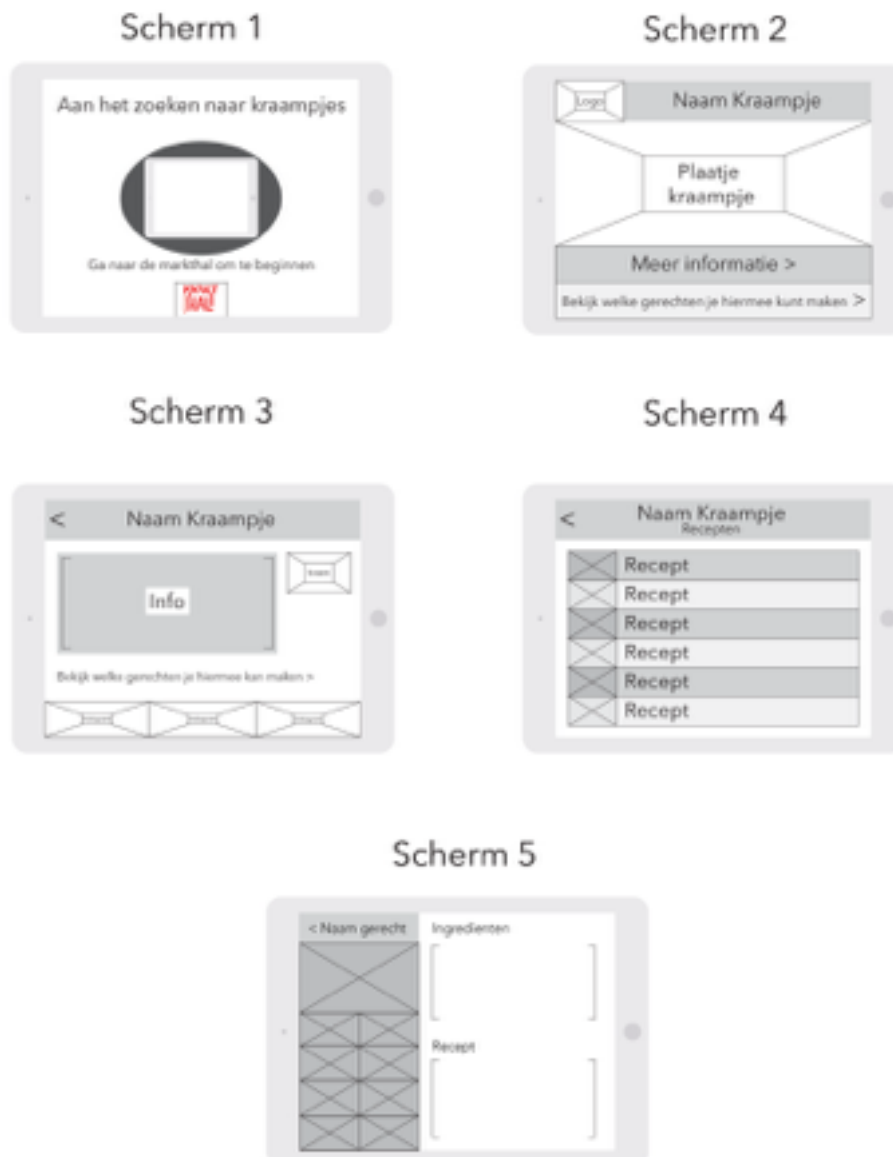 Scherm 1
Aan het zoeken naar kraampjes
Ga naar de markthal om te beginnen
MARKT
HAL
Scherm 2
Logo
Naam Kraampje
Plaatje
kraampje
Meer informatie >
Bekijk welke gerechten je hiermee kunt maken >
Scherm 3
< Naam Kraampje
Info
Bekijk welke gerechten je hiermee kan maken >
Scherm 4
< Naam Kraampje
Recepten
Recept
Recept
Recept
Recept
Recept
Recept
Scherm 5
< Naam gerecht
Ingredienten
Recept